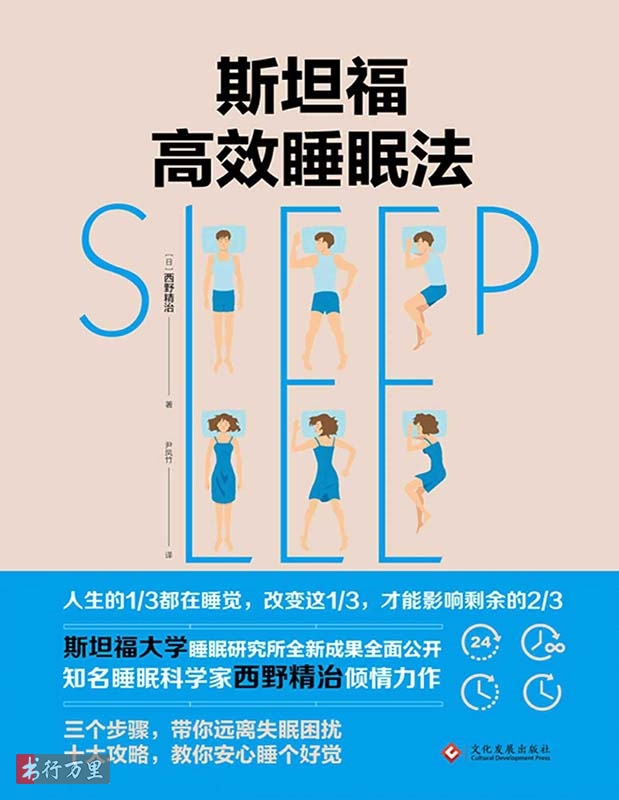 斯坦福
高效睡眠法
SLEEP
[日]西野精治
著
尹凤竹
译
人生的1/3都在睡觉，改变这1/3，才能影响剩余的2/3
斯坦福大学睡眠研究所全新成果全面公开
知名睡眠科学家西野精治倾情力作
24
三个步骤，带你远离失眠困扰
十大攻略，教你安心睡个好觉
文化发展出版社
Cultural Development Press
书行万里